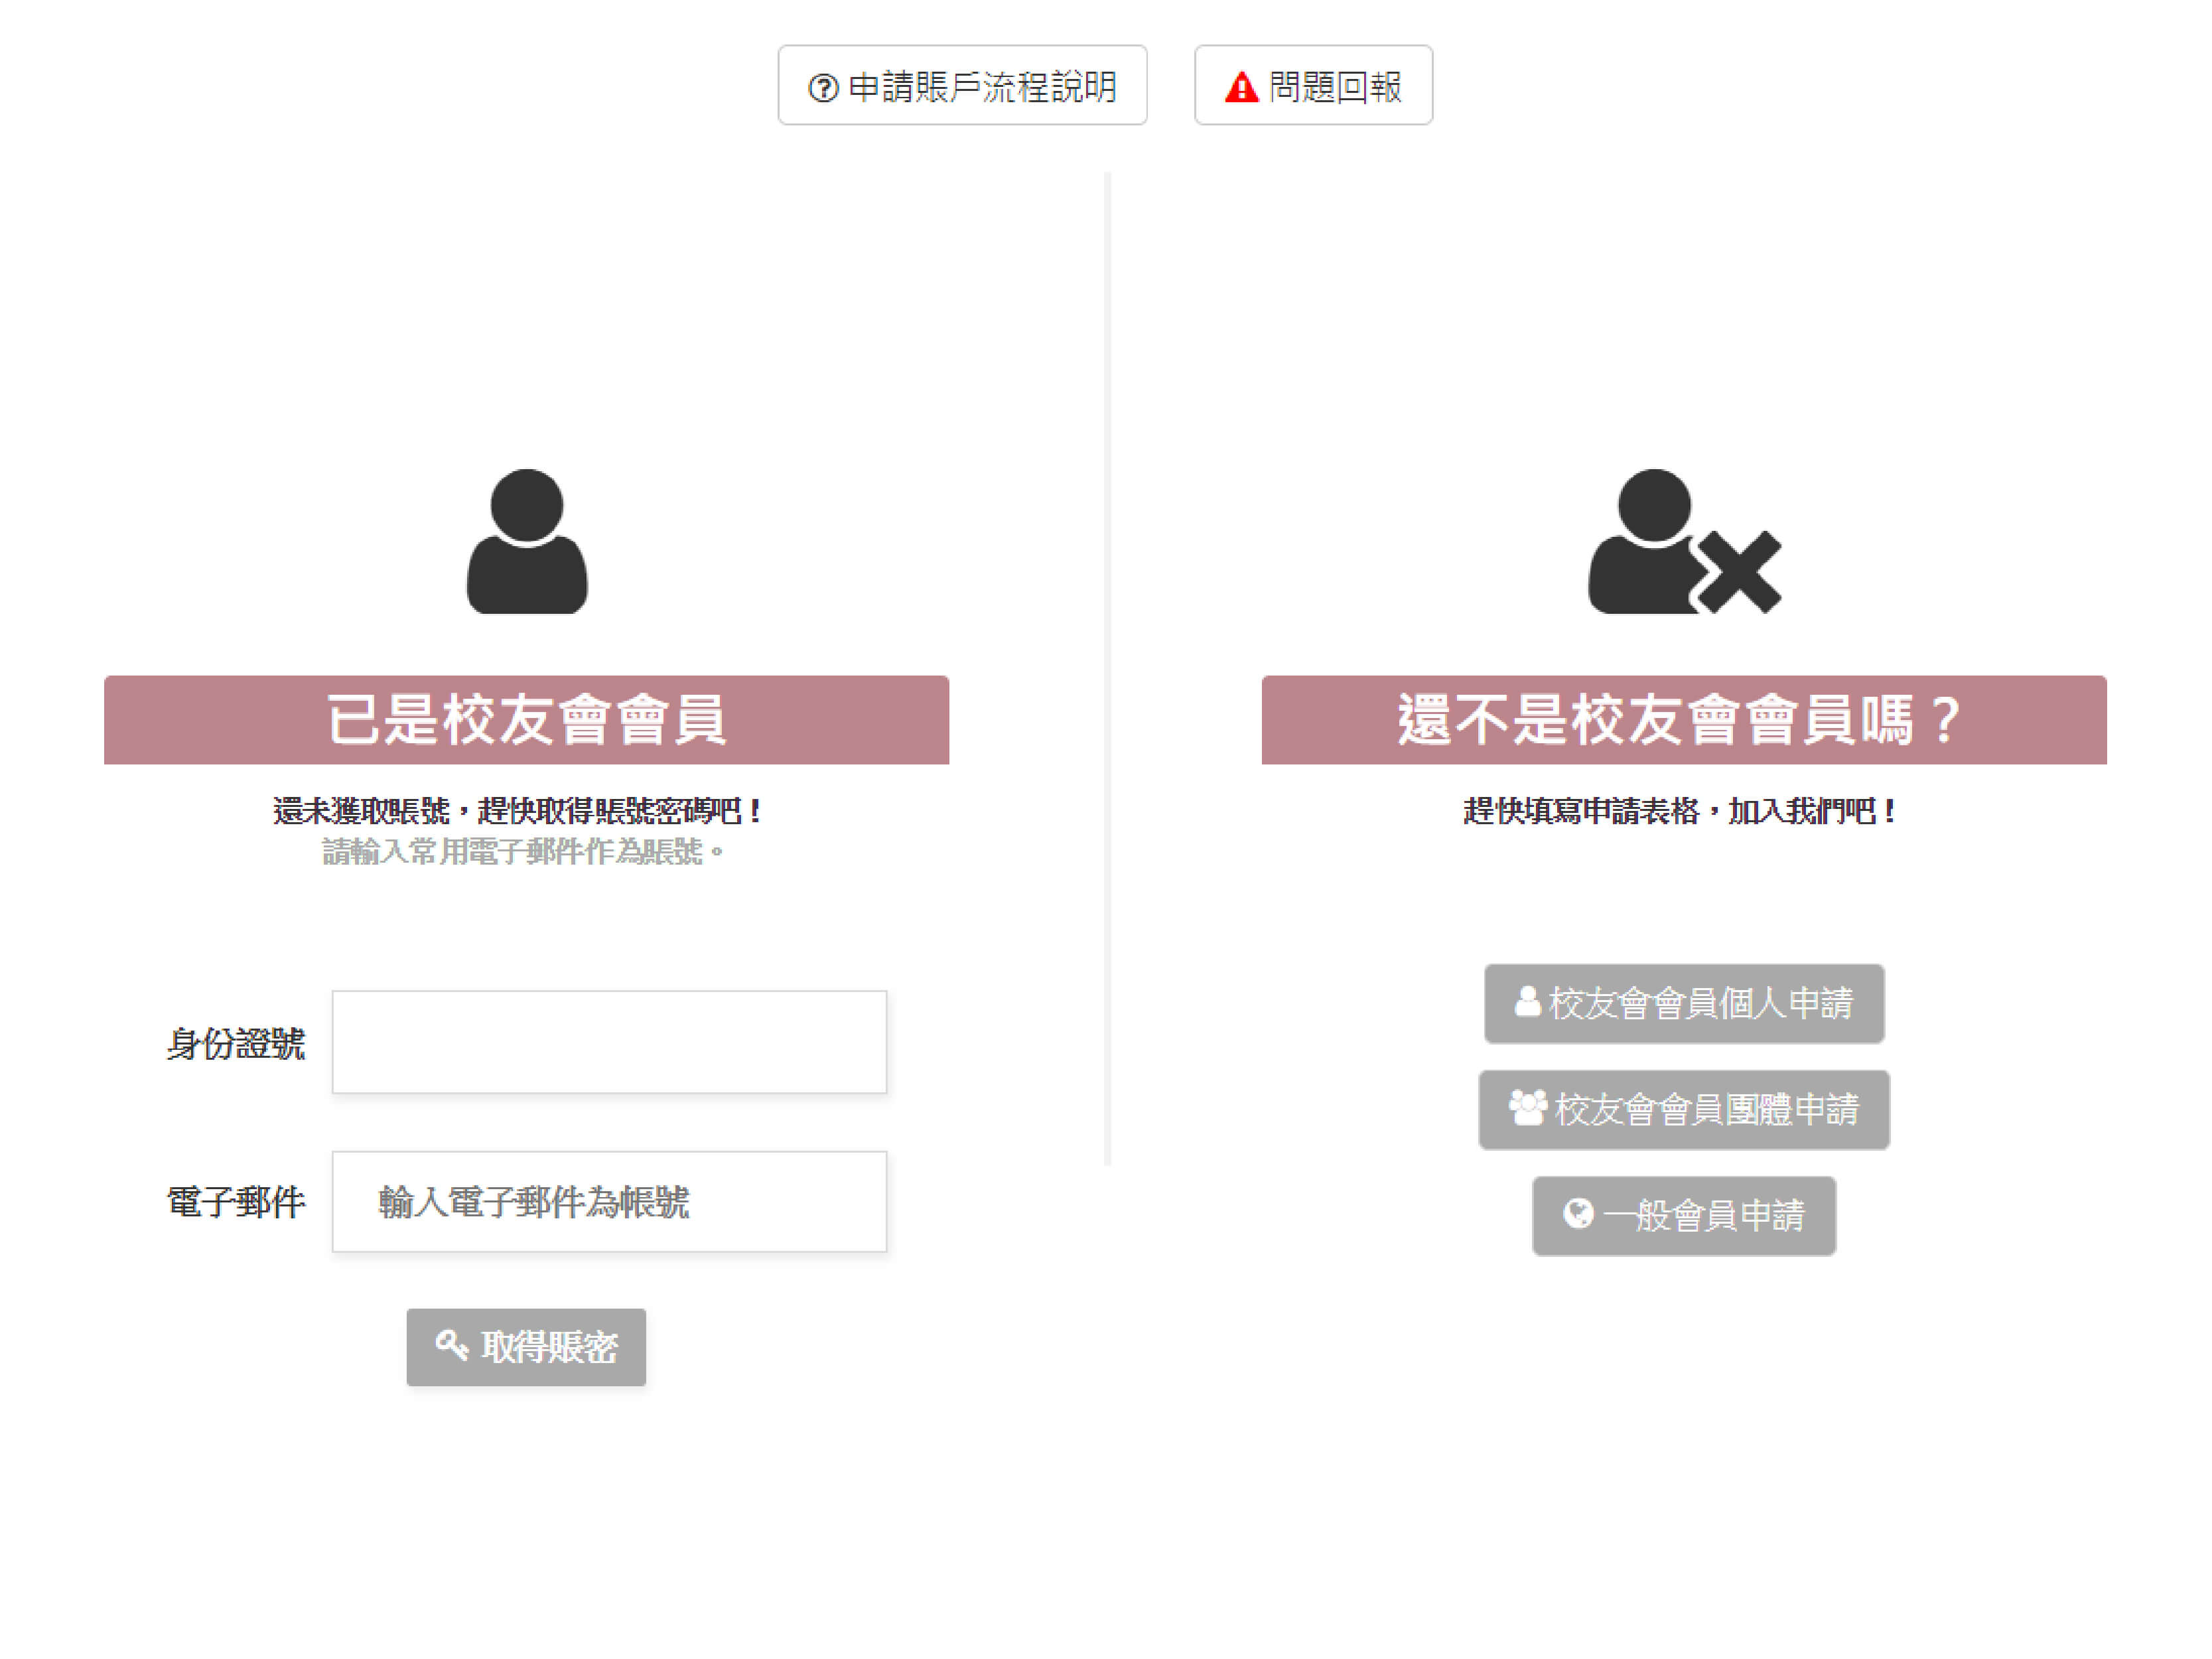 申請賬戶流程說明
問題回報
已是校友會會員
還未獲取賬號，趕快取得賬號密碼吧！
請輸入常用電子郵件作為賬號。
身份證號
電子郵件
輸入電子郵件為帳號
取得賬密
還不是校友會會員嗎？
趕快填寫申請表格，加入我們吧！
校友會會員個人申請
校友會會員團體申請
一般會員申請